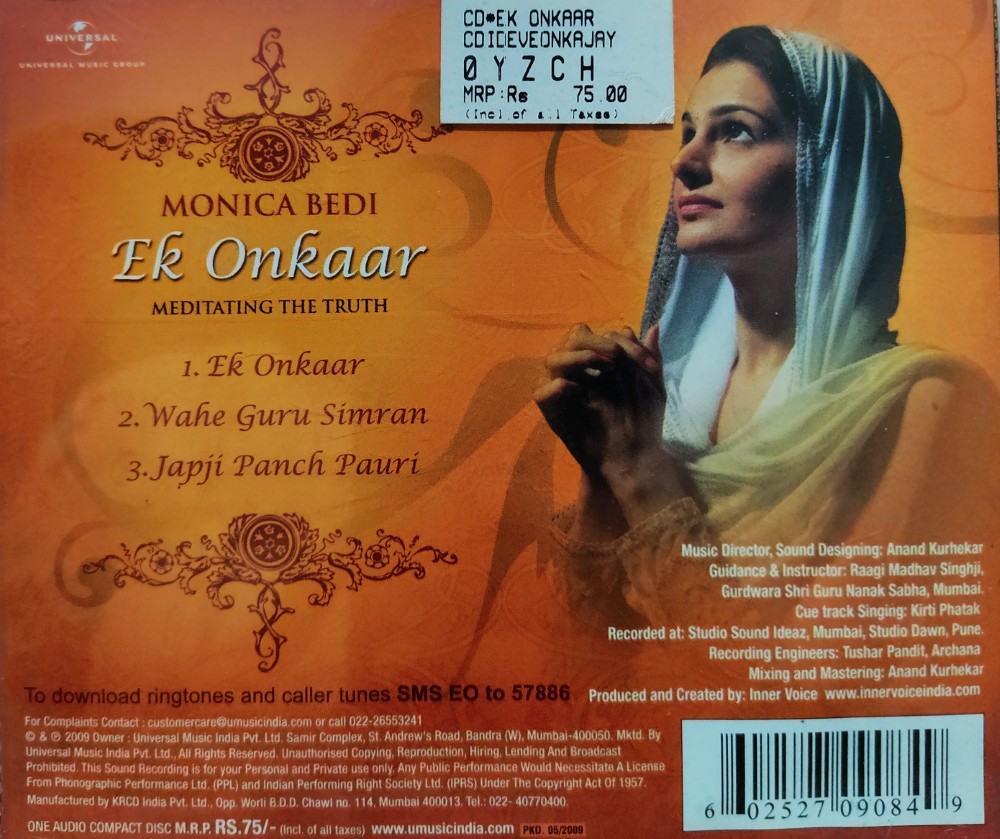 UNIVERSAL
UNIVERSAL MUSIC GROUP
CD*EK ONKAAR
CDIDEVEONKAJAY
0YZCH
MRP:Rs 75.00
(Incl.of all Taxes)
MONICA BEDI
Ek Onkaar
MEDITATING THE TRUTH
1. Ek Onkaar
2. Wahe Guru Simran
3. Japji Panch Pauri
Music Director, Sound Designing: Anand Kurhekar
Guidance & Instructor: Raagi Madhav Singhji,
Gurdwara Shri Guru Nanak Sabha, Mumbai.
Cue track Singing: Kirti Phatak
Recorded at: Studio Sound Ideaz, Mumbai, Studio Dawn, Pune.
Recording Engineers: Tushar Pandit, Archana
Mixing and Mastering: Anand Kurhekar
Produced and Created by: Inner Voice www.innervoiceindia.com
To download ringtones and caller tunes SMS EO to 57886
For Complaints Contact : customercare@umusicindia.com or call 022-26553241
© & ℗ 2009 Owner : Universal Music India Pvt. Ltd. Samir Complex, St. Andrew's Road, Bandra (W), Mumbai-400050. Mktd. By
Universal Music India Pvt. Ltd., All Rights Reserved. Unauthorised Copying, Reproduction, Hiring, Lending And Broadcast
Prohibited. This Sound Recording is for your Personal and Private use only. Any Public Performance Would Necessitate A License
From Phonographic Performance Ltd. (PPL) and Indian Performing Right Society Ltd. (IPRS) Under The Copyright Act Of 1957.
Manufactured by KRCD India Pvt. Ltd., Opp. Worli B.D.D. Chawl no. 114, Mumbai 400013. Tel.: 022- 40770400.
ONE AUDIO COMPACT DISC M.R.P. RS.75/- (Incl. of all taxes) www.umusicindia.com PKD. 05/2009
6 02527 09084 9